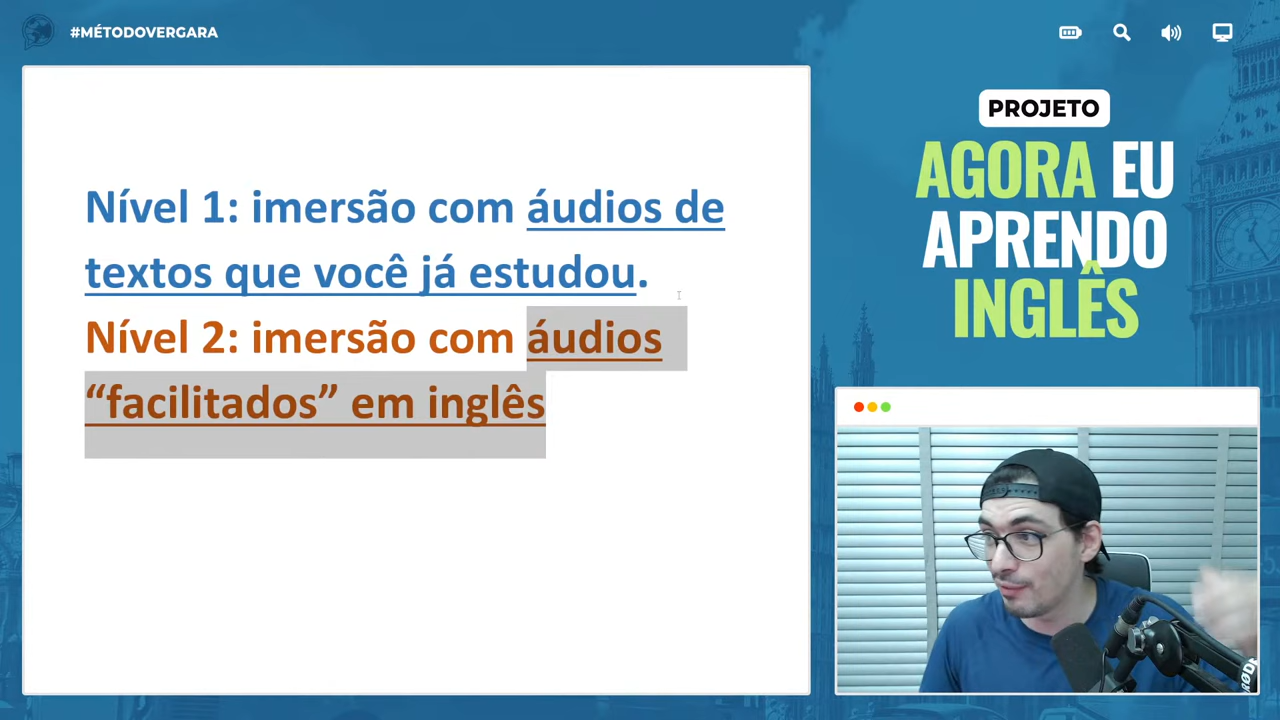 #MÉTODOVERGARA
PROJETO
AGORA EU
APRENDO
INGLÊS
Nível 1: imersão com áudios de
textos que você já estudou.
Nível 2: imersão com áudios
“facilitados” em inglês